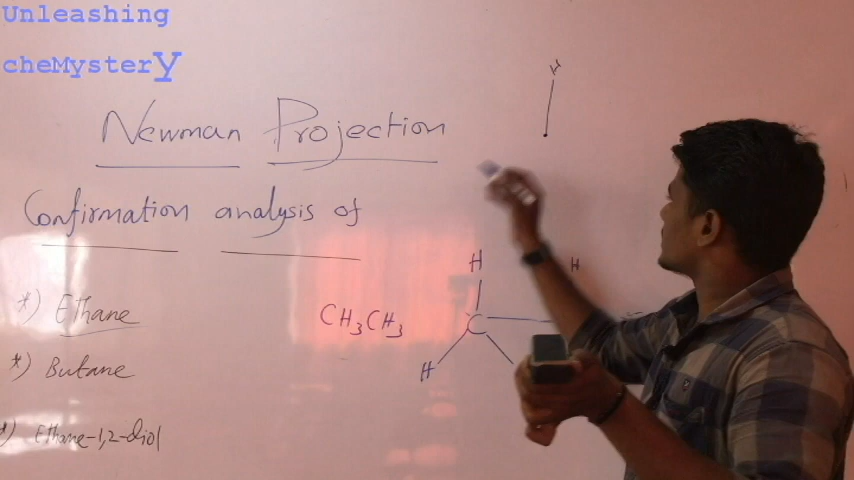 Unleashing
cheMysterY
Newman Projection
Confirmation analysis of
*) Ethane
*) Butane
*) Ethane-1,2-diol
CH3CH3
H
H
H
C
H